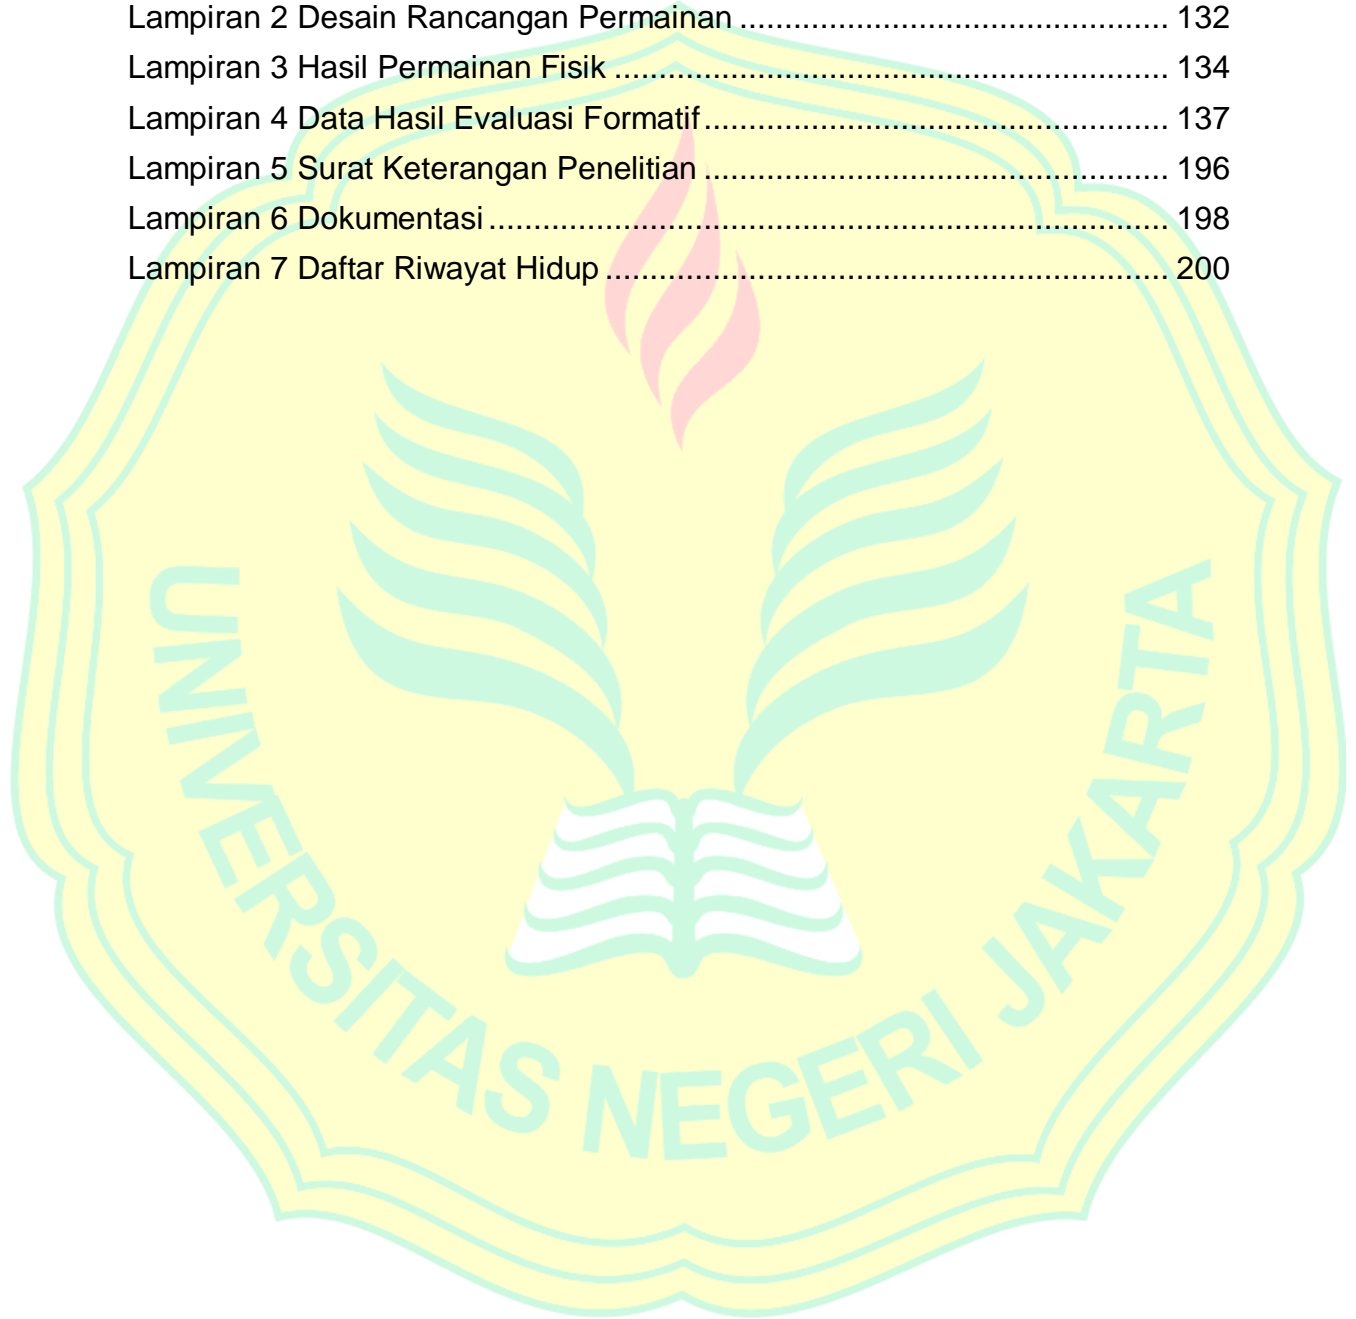 Lampiran 2 Desain Rancangan Permainan ................................................ 132
Lampiran 3 Hasil Permainan Fisik .............................................................. 134
Lampiran 4 Data Hasil Evaluasi Formatif .................................................... 137
Lampiran 5 Surat Keterangan Penelitian .................................................... 196
Lampiran 6 Dokumentasi ............................................................................ 198
Lampiran 7 Daftar Riwayat Hidup ............................................................... 200
UNIVERSITAS NEGERI JAKARTA